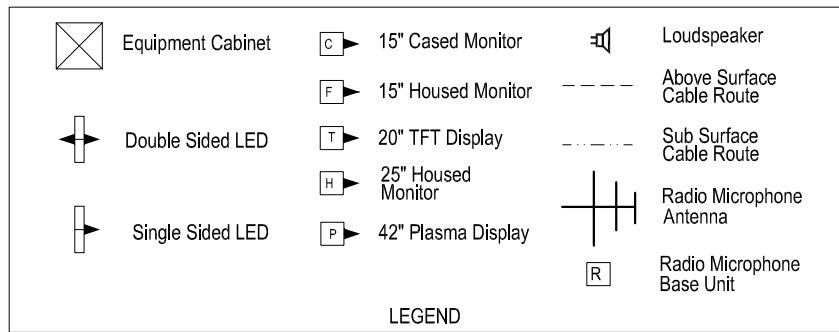 Equipment Cabinet
Double Sided LED
Single Sided LED
C 15" Cased Monitor
F 15" Housed Monitor
T 20" TFT Display
H 25" Housed
Monitor
P 42" Plasma Display
Loudspeaker
Above Surface
Cable Route
Sub Surface
Cable Route
Radio Microphone
Antenna
R Radio Microphone
Base Unit
LEGEND